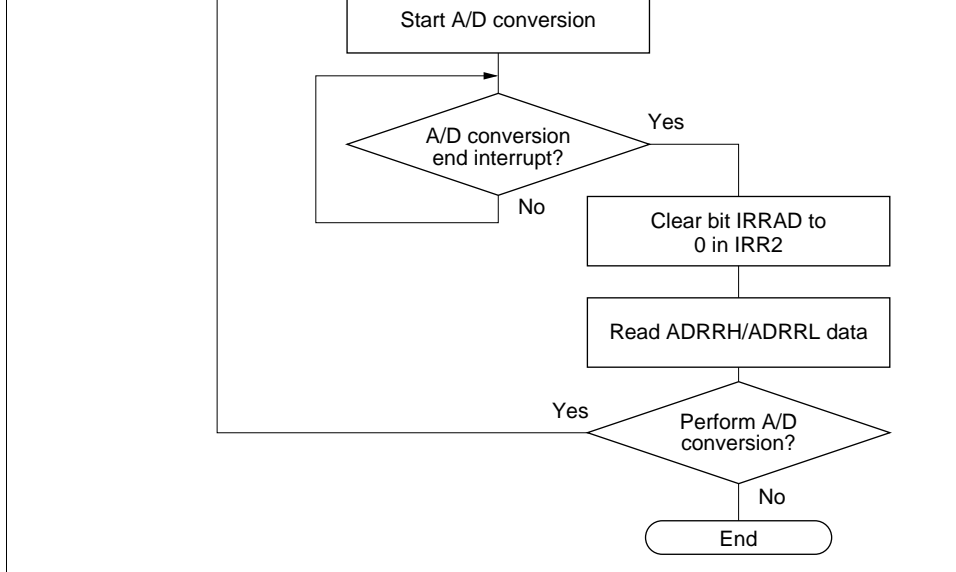 Start A/D conversion
A/D conversion
end interrupt?
Yes
No
Clear bit IRRAD to
0 in IRR2
Read ADRRH/ADRRL data
Yes
Perform A/D
conversion?
No
End